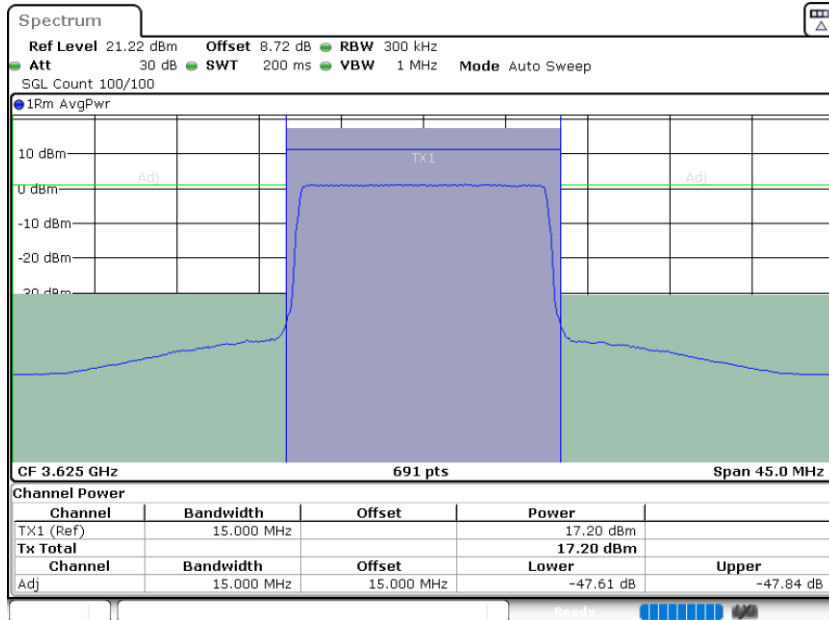 Spectrum
Ref Level 21.22 dBm Offset 8.72 dB RBW 300 kHz
Att 30 dB SWT 200 ms VBW 1 MHz Mode Auto Sweep
SGL Count 100/100
1Rm AvgPwr
10 dBm
TX1
Adj Adj
0 dBm
-10 dBm
-20 dBm
-30 dBm
CF 3.625 GHz 691 pts Span 45.0 MHz
Channel Power
Channel Bandwidth Offset Power
TX1 (Ref) 15.000 MHz 17.20 dBm
Tx Total 17.20 dBm
Channel Bandwidth Offset Lower Upper
Adj 15.000 MHz 15.000 MHz -47.61 dB -47.84 dB
Ready